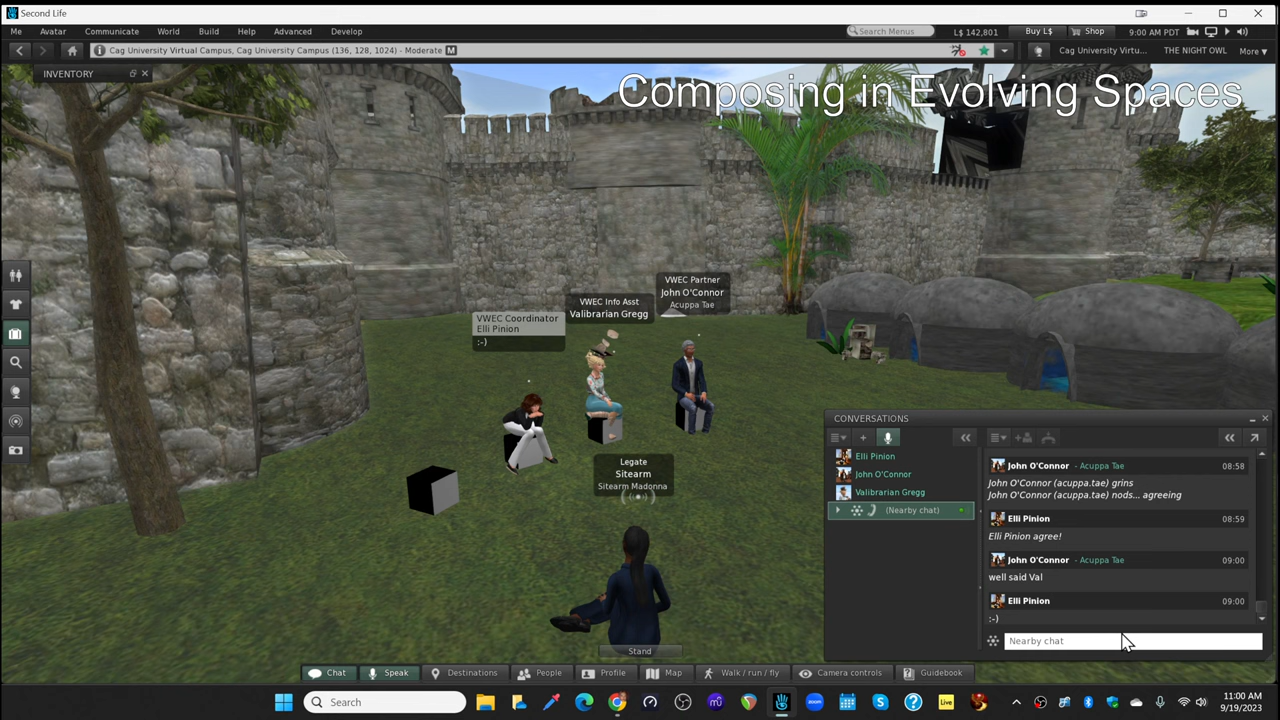 Second Life
Me Avatar Communicate World Build Help Advanced Develop
Search Menus
L$ 142,801
Buy L$
Shop
9:00 AM PDT
Cag University Virtual Campus, Cag University Campus (136, 128, 1024) - Moderate M
Cag University Virtu...
THE NIGHT OWL
More
INVENTORY
Composing in Evolving Spaces
VWEC Partner
John O'Connor
Acuppa Tae
VWEC Info Asst
Valibrarian Gregg
VWEC Coordinator
Elli Pinion
:-)
Legate
Sitearm
Sitearm Madonna
CONVERSATIONS
Elli Pinion
John O'Connor
Valibrarian Gregg
(Nearby chat)
John O'Connor - Acuppa Tae 08:58
John O'Connor (acuppa.tae) grins
John O'Connor (acuppa.tae) nods... agreeing
Elli Pinion 08:59
Elli Pinion agree!
John O'Connor - Acuppa Tae 09:00
well said Val
Elli Pinion 09:00
:-)
Nearby chat
Stand
Chat Speak Destinations People Profile Map Walk / run / fly Camera controls Guidebook
Search
zoom
Live
11:00 AM
9/19/2023